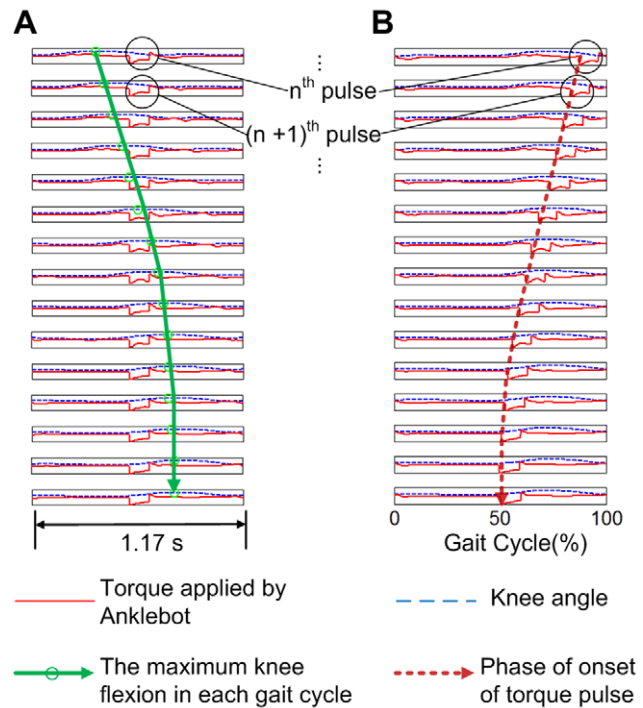 A
B
⋮
nth pulse
(n +1)th pulse
⋮
1.17 s
0 50 100
Gait Cycle(%)
Torque applied by
Anklebot
Knee angle
The maximum knee
flexion in each gait cycle
Phase of onset
of torque pulse